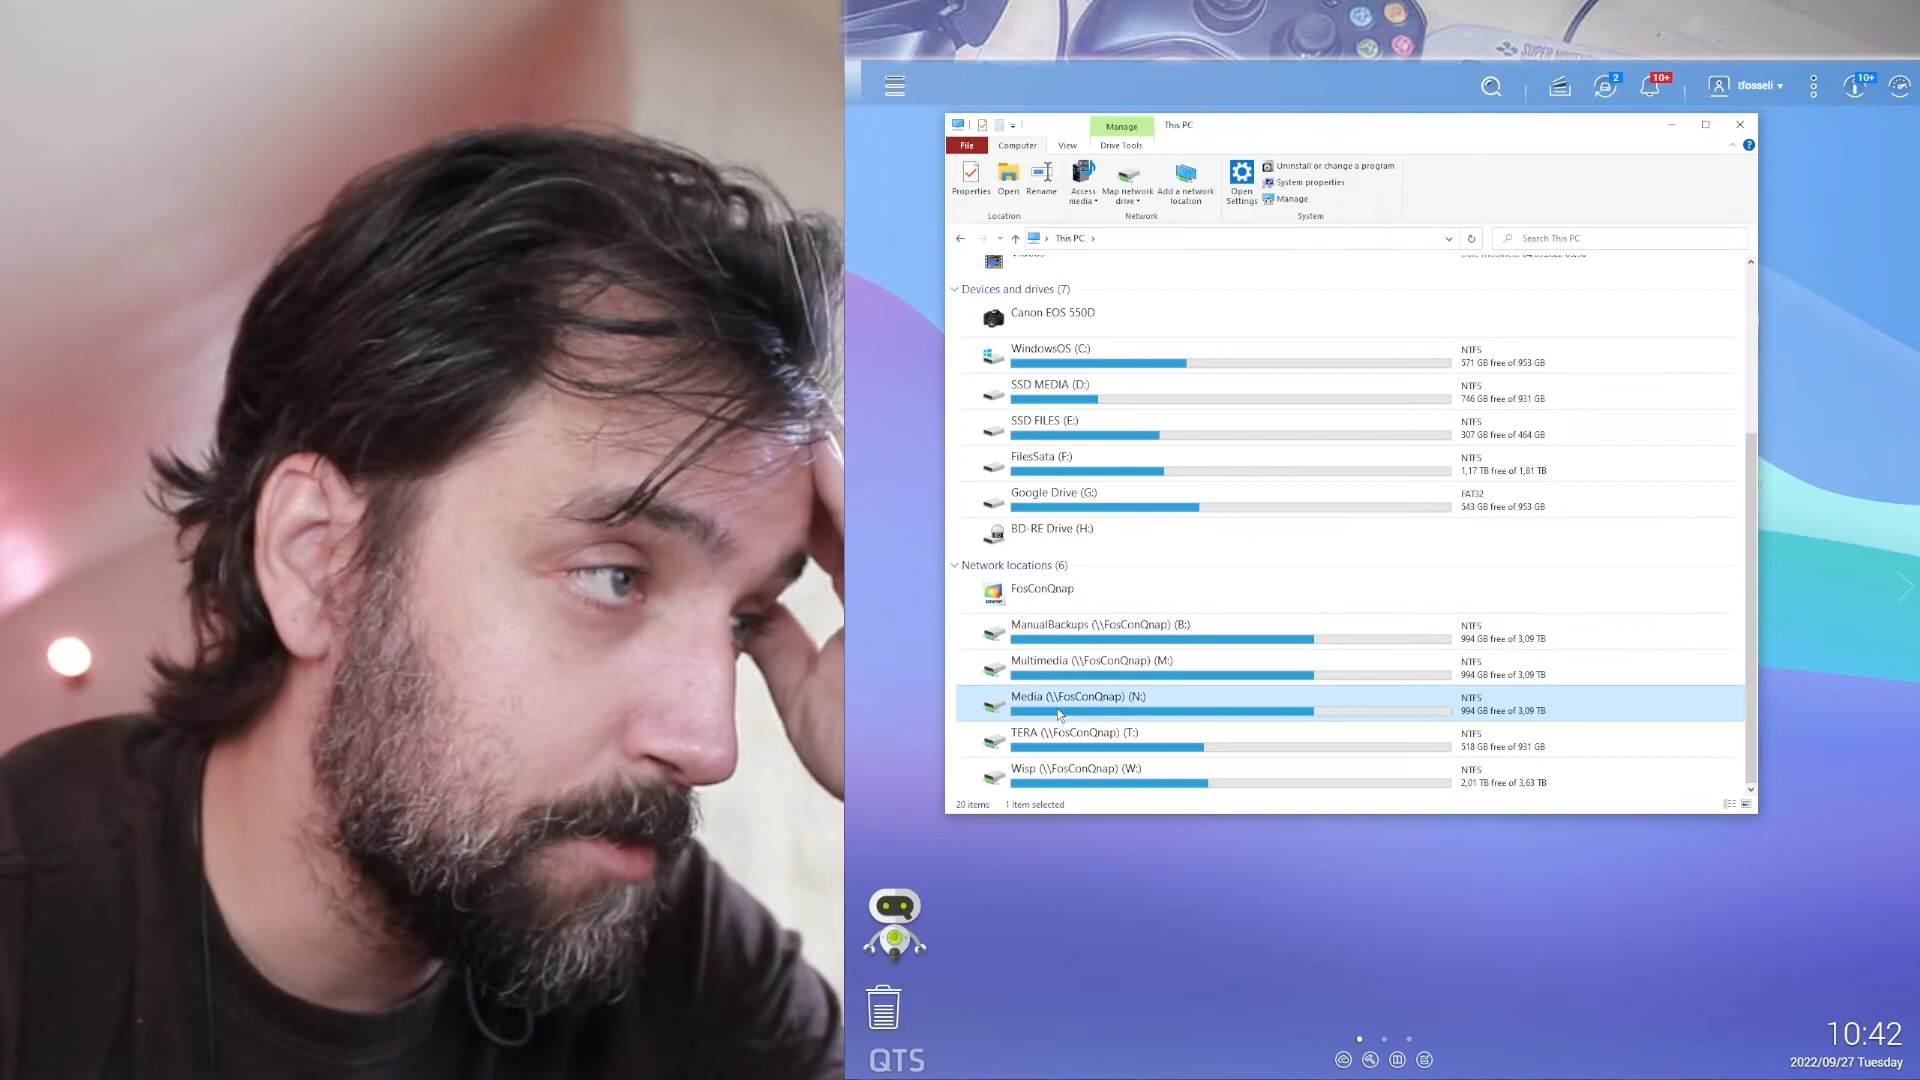 SUPER NINTENDO
2
10+
tfosseli
10+
Manage
This PC
File
Computer
View
Drive Tools
Properties
Open
Rename
Access media
Map network drive
Add a network location
Open Settings
Uninstall or change a program
System properties
Manage
Location
Network
System
This PC
Search This PC
Videos
Devices and drives (7)
Canon EOS 550D
WindowsOS (C:)
NTFS
571 GB free of 953 GB
SSD MEDIA (D:)
NTFS
746 GB free of 931 GB
SSD FILES (E:)
NTFS
307 GB free of 464 GB
FilesSata (F:)
NTFS
1,17 TB free of 1,81 TB
Google Drive (G:)
FAT32
543 GB free of 953 GB
BD-RE Drive (H:)
Network locations (6)
FosConQnap
ManualBackups (\\FosConQnap) (B:)
NTFS
994 GB free of 3,09 TB
Multimedia (\\FosConQnap) (M:)
NTFS
994 GB free of 3,09 TB
Media (\\FosConQnap) (N:)
NTFS
994 GB free of 3,09 TB
TERA (\\FosConQnap) (T:)
NTFS
518 GB free of 931 GB
Wisp (\\FosConQnap) (W:)
NTFS
2,01 TB free of 3,63 TB
20 items
1 item selected
QTS
10:42
2022/09/27 Tuesday